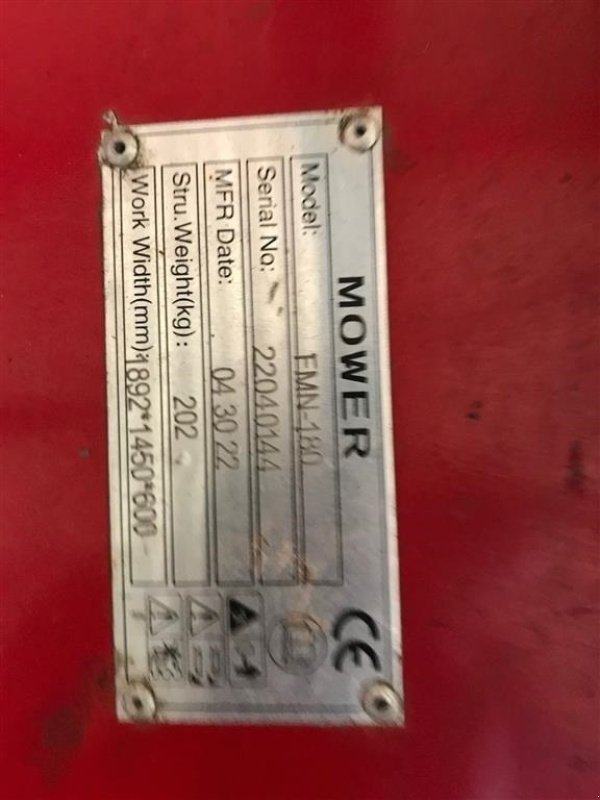 MOWER
CE
Model: FMN-180
Serial No: 22040144
MFR Date: 04.30.22
Stru.Weight(kg): 202
Work Width(mm): 1892*1450*600